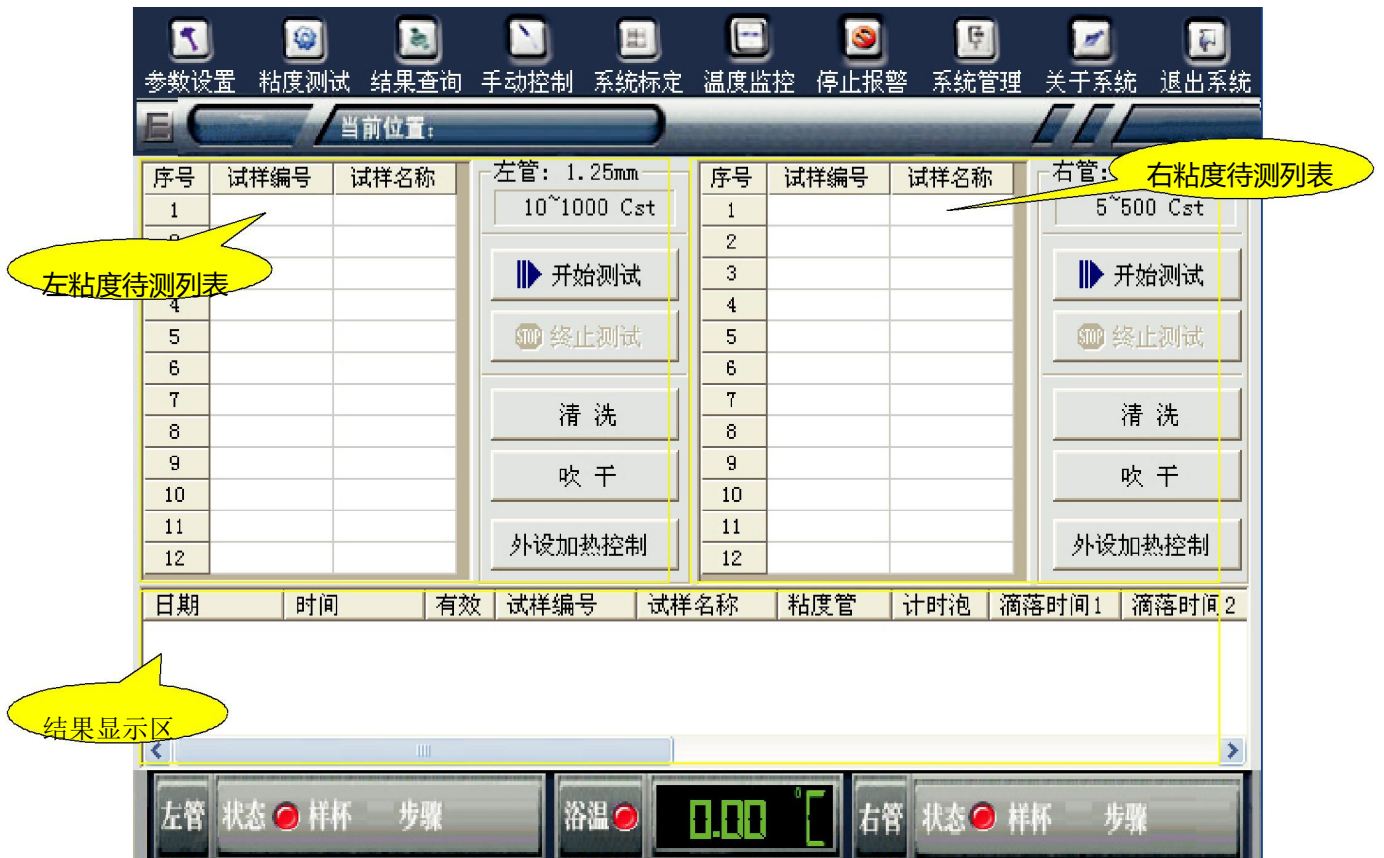 参数设置 粘度测试 结果查询 手动控制 系统标定 温度监控 停止报警 系统管理 关于系统 退出系统
当前位置:
序号 试样编号 试样名称
1
4
5
6
7
8
9
10
11
12
左粘度待测列表
左管: 1.25mm
10~1000 Cst
开始测试
STOP 终止测试
清 洗
吹 干
外设加热控制
序号 试样编号 试样名称
1
2
3
4
5
6
7
8
9
10
11
12
右粘度待测列表
右管:
5~500 Cst
开始测试
STOP 终止测试
清 洗
吹 干
外设加热控制
日期 时间 有效 试样编号 试样名称 粘度管 计时泡 滴落时间1 滴落时间2
结果显示区
左管 状态 样杯 步骤 浴温 0.00 °C 右管 状态 样杯 步骤